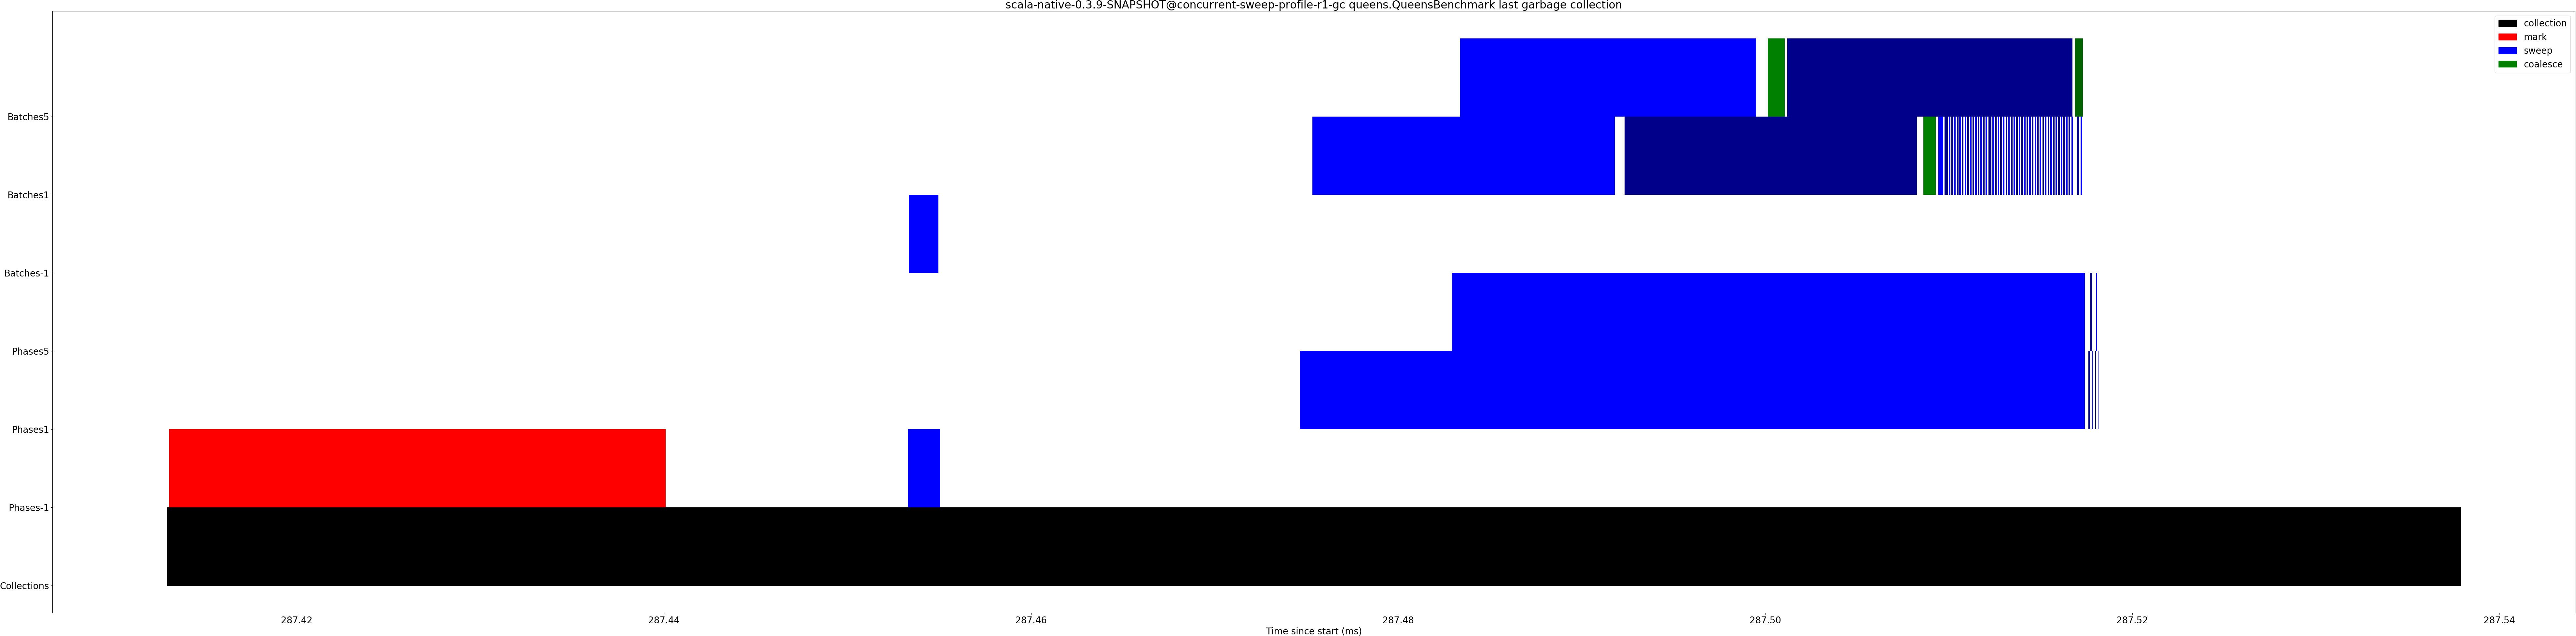 scala-native-0.3.9-SNAPSHOT@concurrent-sweep-profile-r1-gc queens.QueensBenchmark last garbage collection
collection
mark
sweep
coalesce
Batches5
Batches1
Batches-1
Phases5
Phases1
Phases-1
Collections
287.42 287.44 287.46 287.48 287.50 287.52 287.54
Time since start (ms)